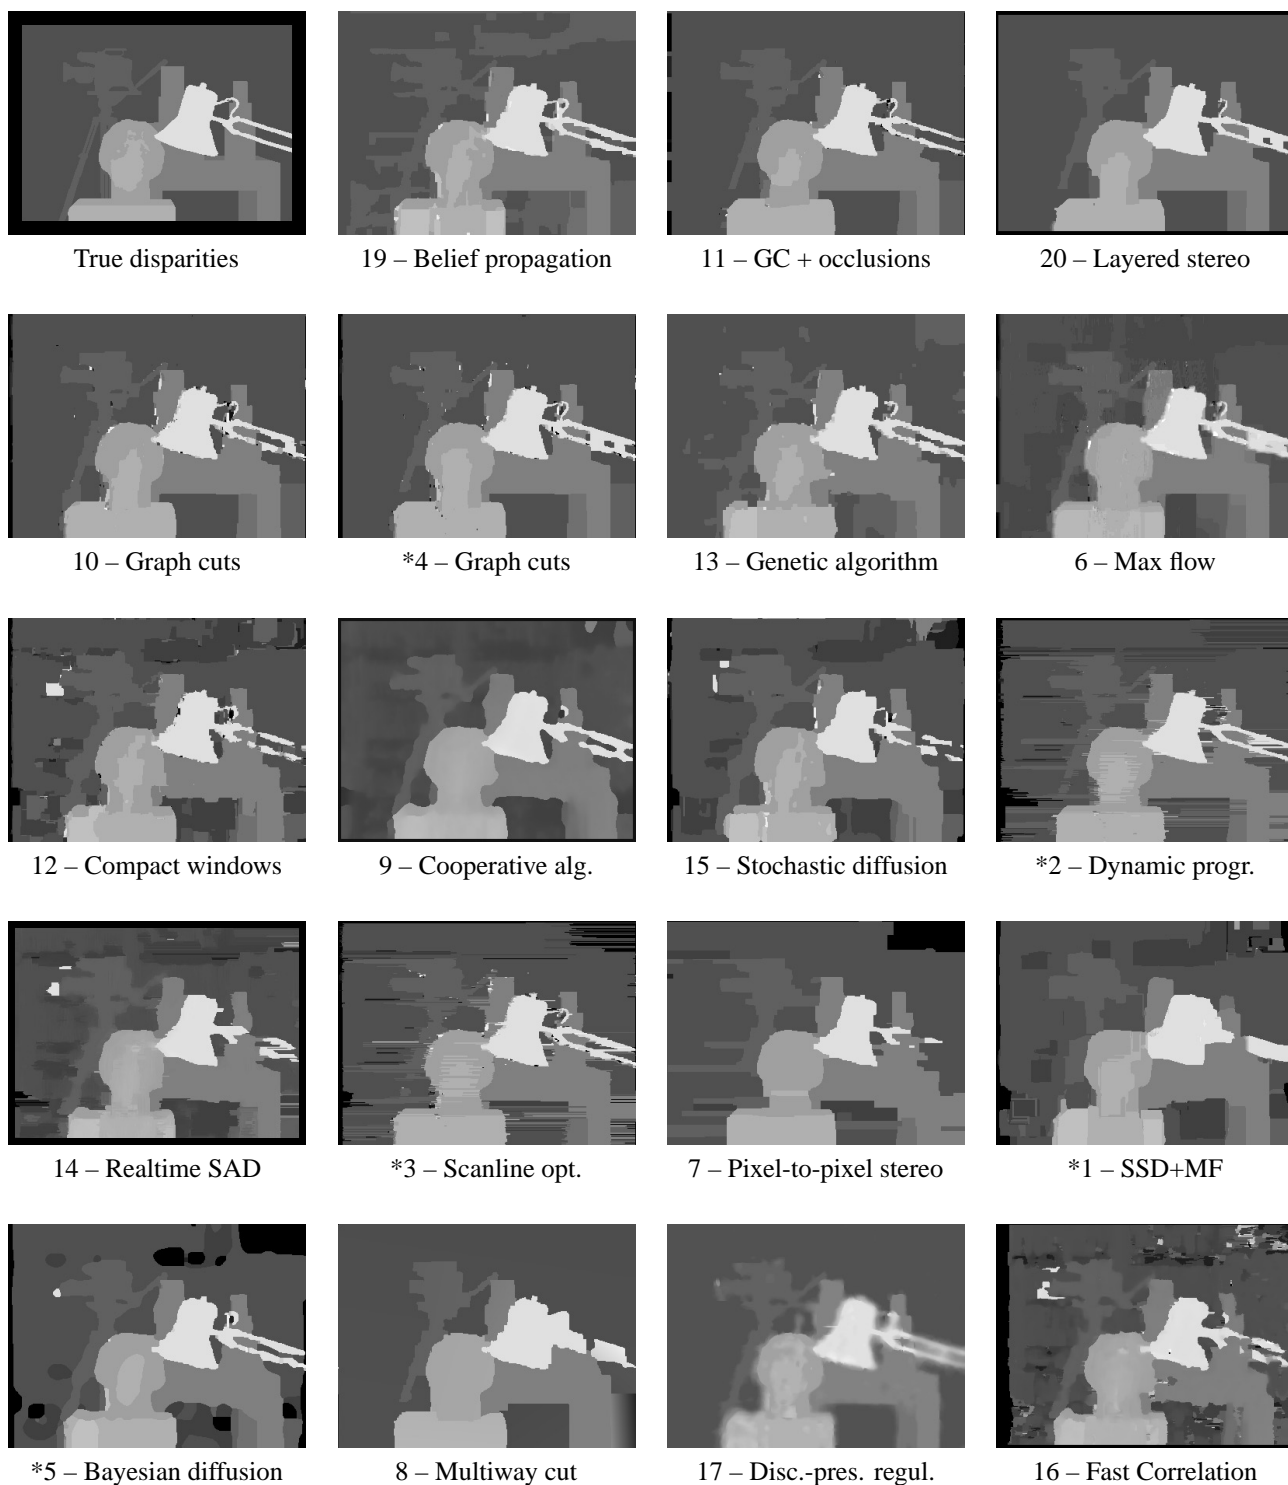 True disparities
19 – Belief propagation
11 – GC + occlusions
20 – Layered stereo
10 – Graph cuts
*4 – Graph cuts
13 – Genetic algorithm
6 – Max flow
12 – Compact windows
9 – Cooperative alg.
15 – Stochastic diffusion
*2 – Dynamic progr.
14 – Realtime SAD
*3 – Scanline opt.
7 – Pixel-to-pixel stereo
*1 – SSD+MF
*5 – Bayesian diffusion
8 – Multiway cut
17 – Disc.-pres. regul.
16 – Fast Correlation